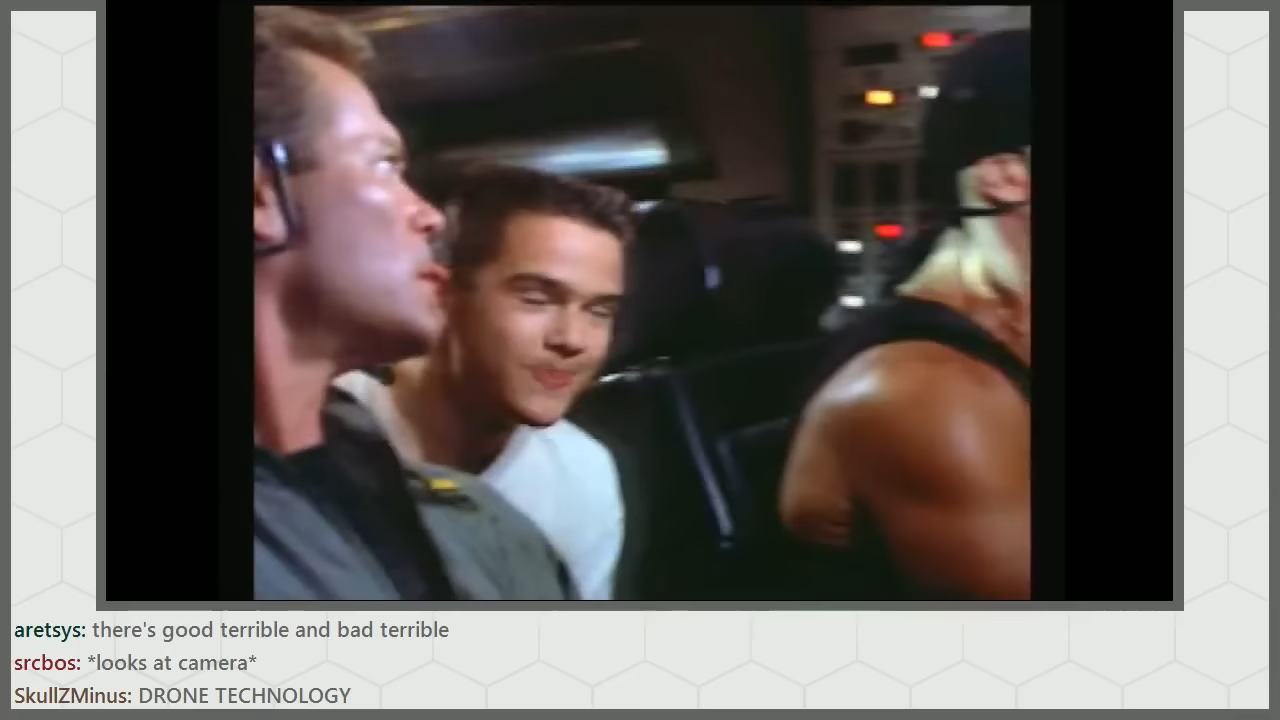 aretsys: there's good terrible and bad terrible
srcbos: *looks at camera*
SkullZMinus: DRONE TECHNOLOGY